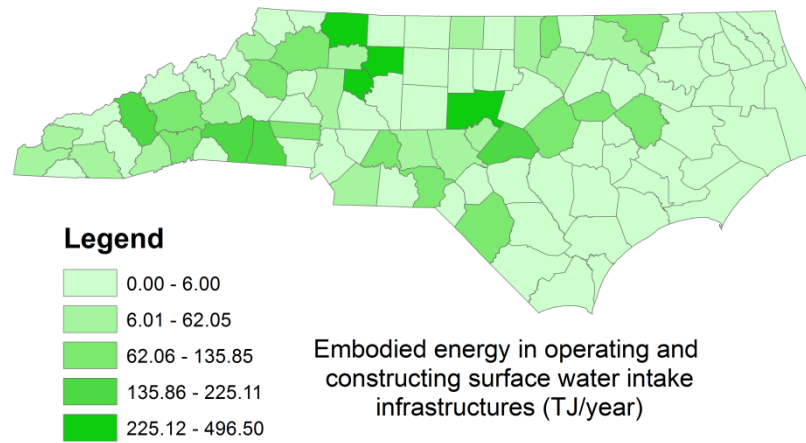 Legend
0.00 - 6.00
6.01 - 62.05
62.06 - 135.85
135.86 - 225.11
225.12 - 496.50
Embodied energy in operating and
constructing surface water intake
infrastructures (TJ/year)